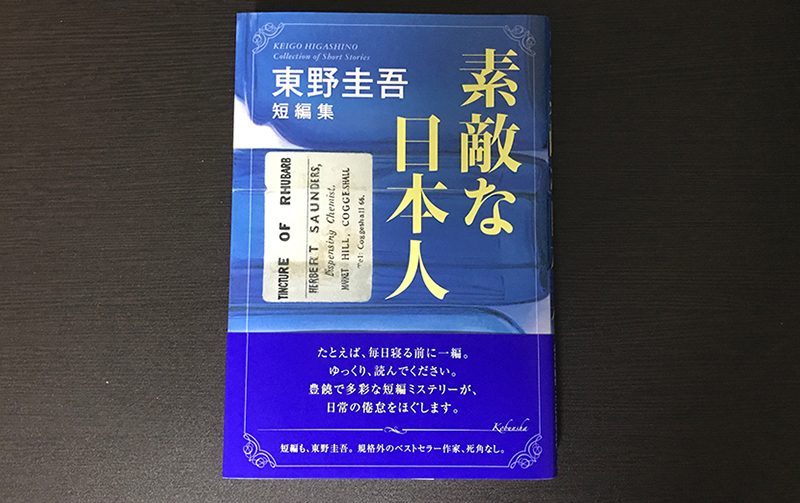 KEIGO HIGASHINO
Collection of Short Stories
東野圭吾
短編集
素敵な
日本人
TINCTURE OF RHUBARB
HERBERT SAUNDERS,
Dispensing Chemist,
MARKET HILL, COGGESHALL
Tel: Coggeshall 66.
たとえば、毎日寝る前に一編。
ゆっくり、読んでください。
豊饒で多彩な短編ミステリーが、
日常の倦怠をほぐします。
Kobunsha
短編も、東野圭吾。規格外のベストセラー作家、死角なし。